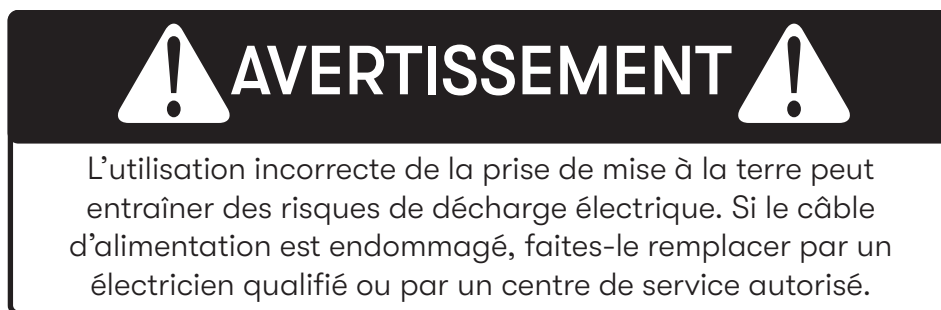 AVERTISSEMENT
L’utilisation incorrecte de la prise de mise à la terre peut
entraîner des risques de décharge électrique. Si le câble
d’alimentation est endommagé, faites-le remplacer par un
électricien qualifié ou par un centre de service autorisé.